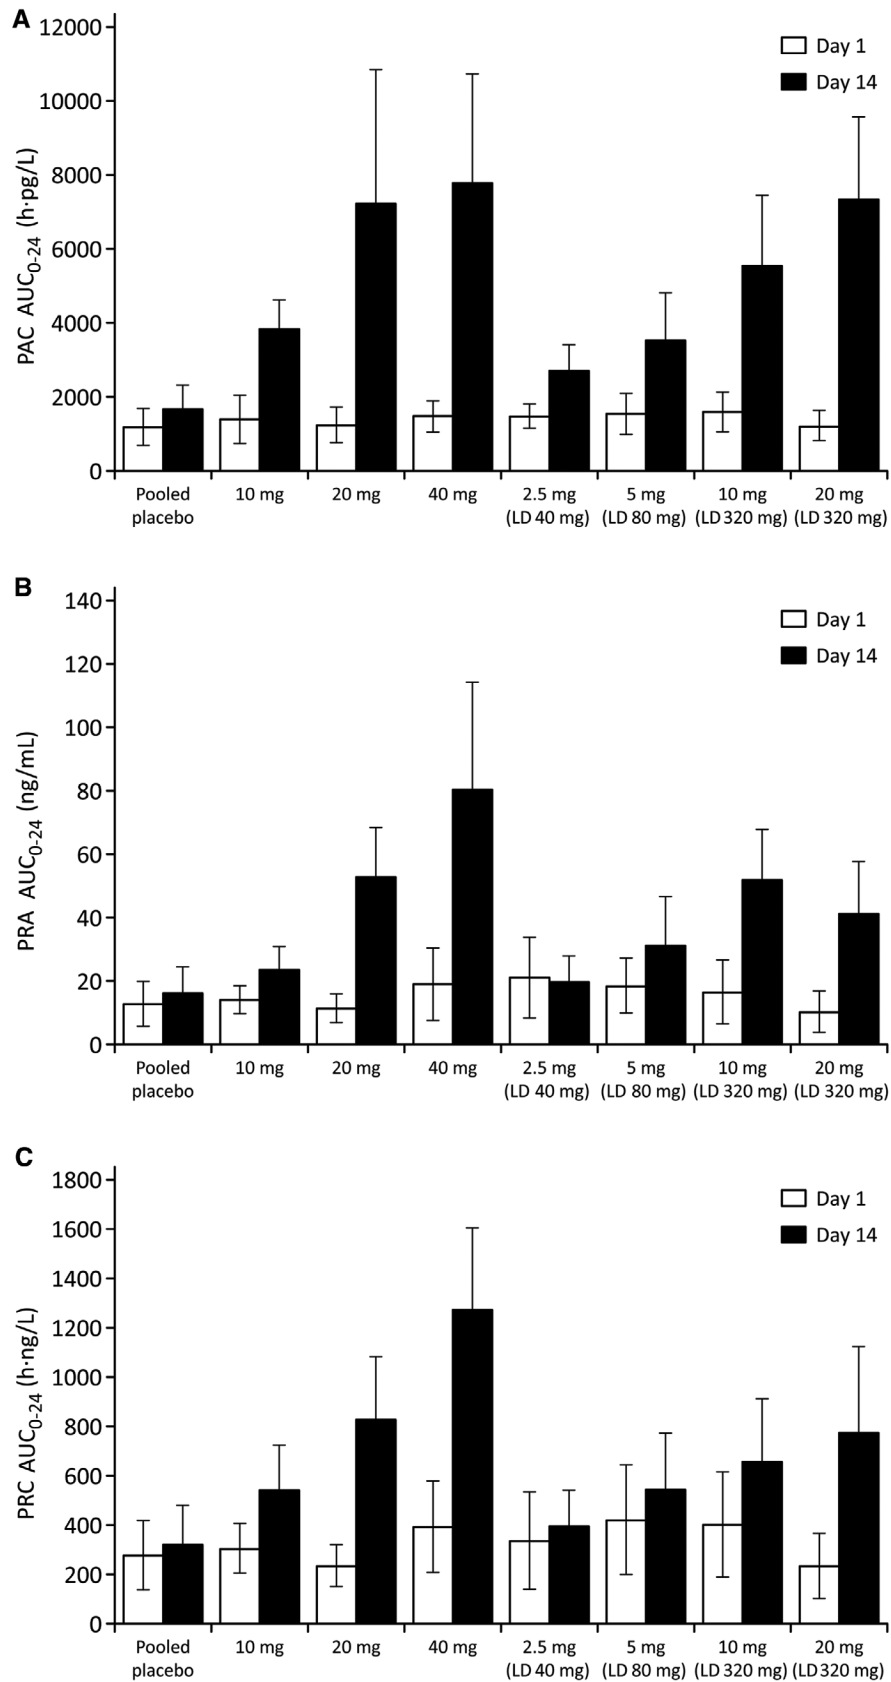 A
12000
10000
8000
6000
4000
2000
0
PAC AUC0-24 (h·pg/L)
Day 1
Day 14
Pooled placebo
10 mg
20 mg
40 mg
2.5 mg
(LD 40 mg)
5 mg
(LD 80 mg)
10 mg
(LD 320 mg)
20 mg
(LD 320 mg)
B
140
120
100
80
60
40
20
0
PRA AUC0-24 (ng/mL)
Day 1
Day 14
Pooled placebo
10 mg
20 mg
40 mg
2.5 mg
(LD 40 mg)
5 mg
(LD 80 mg)
10 mg
(LD 320 mg)
20 mg
(LD 320 mg)
C
1800
1600
1400
1200
1000
800
600
400
200
0
PRC AUC0-24 (h·ng/L)
Day 1
Day 14
Pooled placebo
10 mg
20 mg
40 mg
2.5 mg
(LD 40 mg)
5 mg
(LD 80 mg)
10 mg
(LD 320 mg)
20 mg
(LD 320 mg)